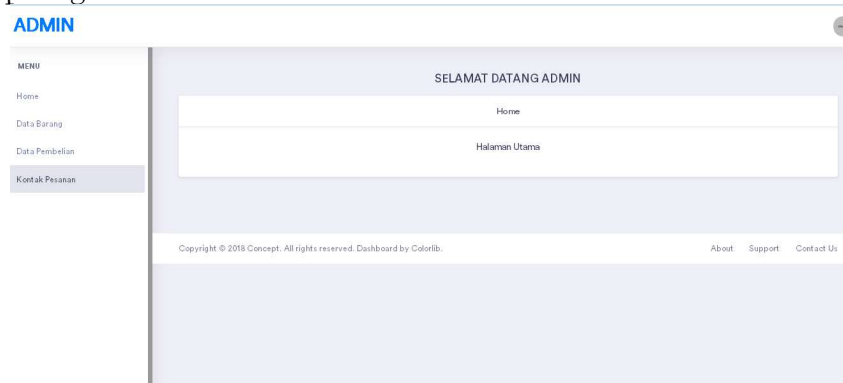 ADMIN
MENU
Home
Data Barang
Data Pembelian
Kontak Pesanan
SELAMAT DATANG ADMIN
Home
Halaman Utama
Copyright © 2018 Concept. All rights reserved. Dashboard by Colorlib.
About Support Contact Us